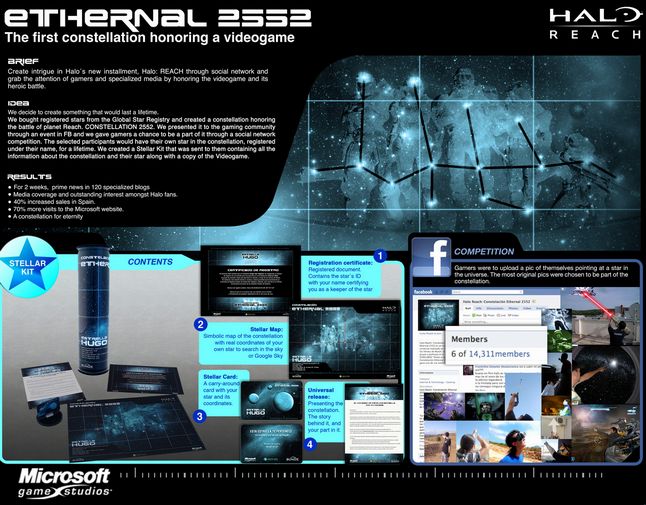 ETHERNAL 2552
The first constellation honoring a videogame
HALO
REACH
BRIEF
Create intrigue in Halo´s new installment, Halo: REACH through social network and
grab the attention of gamers and specialized media by honoring the videogame and its
heroic battle.
IDEA
We decide to create something that would last a lifetime.
We bought registered stars from the Global Star Registry and created a constellation honoring
the battle of planet Reach. CONSTELLATION 2552. We presented it to the gaming community
through an event in FB and we gave gamers a chance to be a part of it through a social network
competition. The selected participants would have their own star in the constellation, registered
under their name, for a lifetime. We created a Stellar Kit that was sent to them containing all the
information about the constellation and their star along with a copy of the Videogame.
RESULTS
• For 2 weeks, prime news in 120 specialized blogs
• Media coverage and outstanding interest amongst Halo fans.
• 40% increased sales in Spain.
• 70% more visits to the Microsoft website.
• A constellation for eternity
STELLAR
KIT
CONTENTS
1
Registration certificate:
Registered document.
Contains the star´s ID
with your name certifying
you as a keeper of the star
2
Stellar Map:
Simbolic map of the constellation
with real coordinates of your
own star to search in the sky
or Google Sky
Stellar Card:
A carry-around
card with your
star and its
coordinates.
3
Universal
release:
Presenting the
constellation.
The story
behind it, and
your part in it.
4
HUGO
CERTIFICADO DE REGISTRO
ETHERNAL 2552
HUGO
f COMPETITION
Gamers were to upload a pic of themselves pointing at a star in
the universe. The most original pics were chosen to be part of the
constellation.
facebook
Halo Reach: Constelación Ethernal 2552
Members
6 of 14,311members
Microsoft
game studios